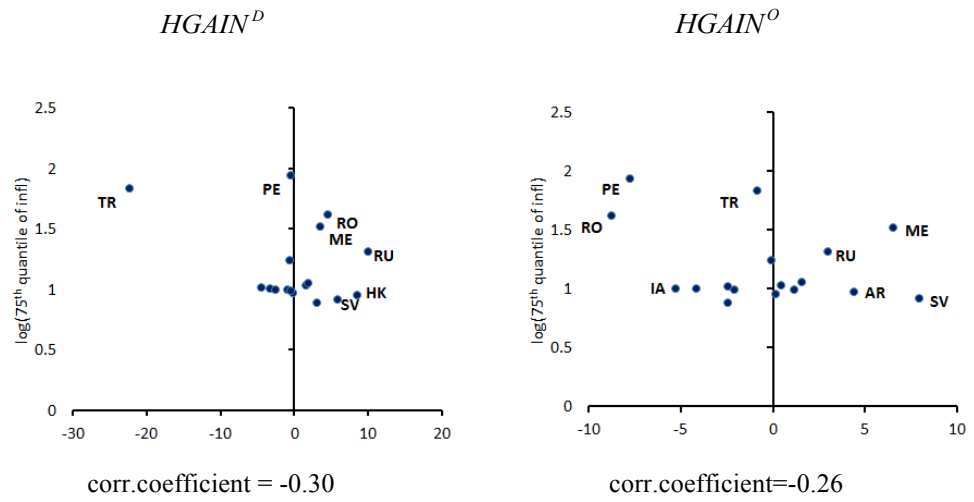 HGAIN^D
log(75th quantile of infl)
2.5
2
1.5
1
0.5
0
-30 -20 -10 0 10 20
TR
PE
RO
ME
RU
SV
HK
corr.coefficient = -0.30
HGAIN^O
log(75th quantile of infl)
2.5
2
1.5
1
0.5
0
-10 -5 0 5 10
PE
RO
TR
ME
RU
IA
AR
SV
corr.coefficient=-0.26